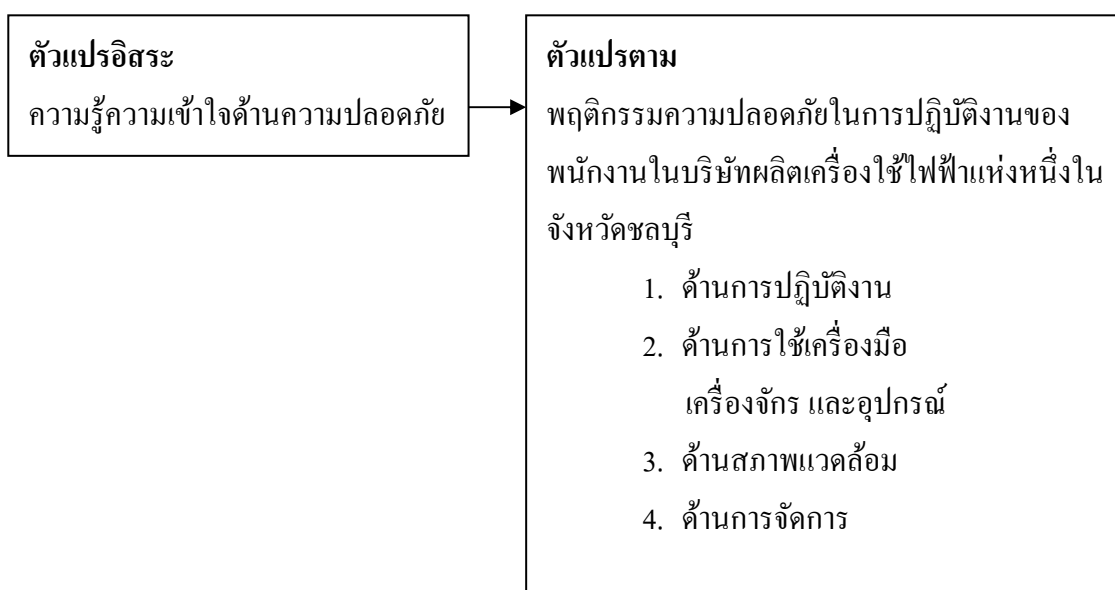 ตัวแปรอิสระ
ความรู้ความเข้าใจด้านความปลอดภัย
ตัวแปรตาม
พฤติกรรมความปลอดภัยในการปฏิบัติงานของ
พนักงานในบริษัทผลิตเครื่องใช้ไฟฟ้าแห่งหนึ่งใน
จังหวัดชลบุรี
1. ด้านการปฏิบัติงาน
2. ด้านการใช้เครื่องมือ
เครื่องจักร และอุปกรณ์
3. ด้านสภาพแวดล้อม
4. ด้านการจัดการ